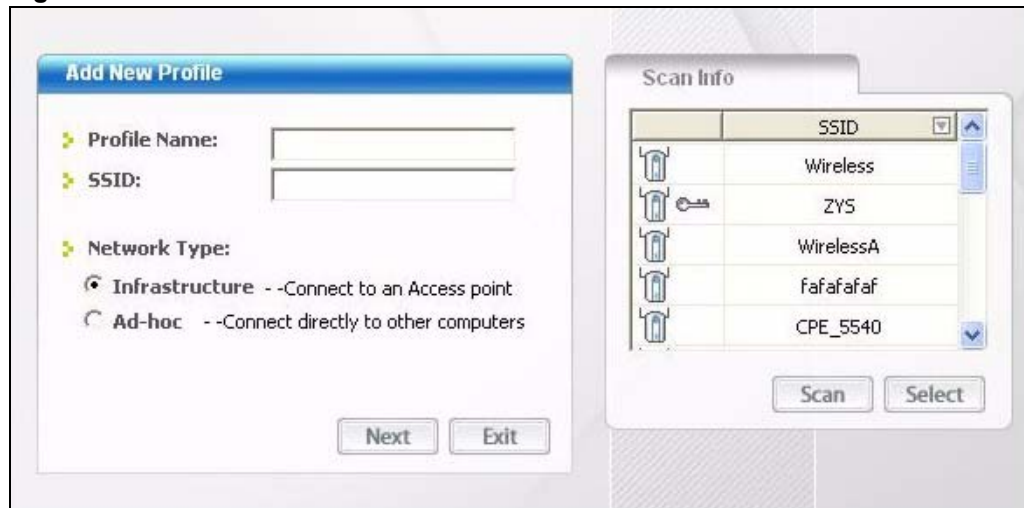 Add New Profile
Profile Name:
SSID:
Network Type:
Infrastructure - -Connect to an Access point
Ad-hoc - -Connect directly to other computers
Next Exit
Scan Info
SSID
Wireless
ZYS
WirelessA
fafafafaf
CPE_5540
Scan Select